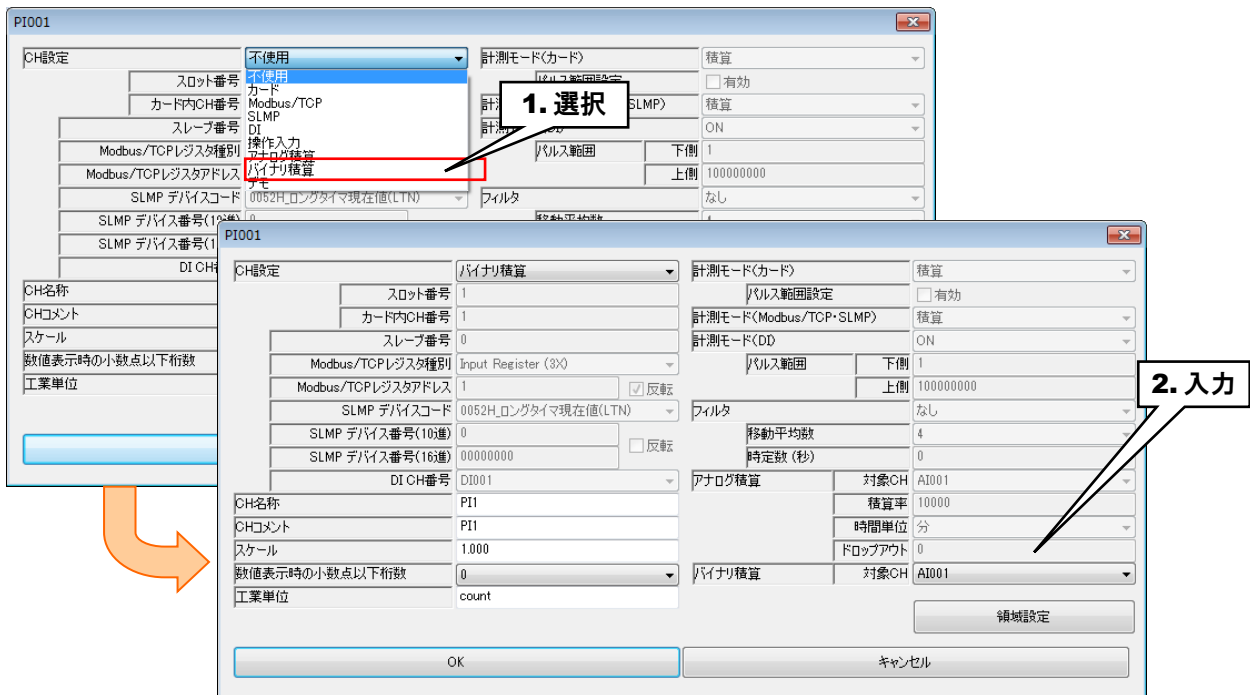 PI001
CH設定 不使用 計測モード(カード) 積算
不使用
スロット番号 カード パルス範囲設定 有効
カード内CH番号 Modbus/TCP 計 SLMP) 積算
SLMP
スレーブ番号 DI ON
操作入力
Modbus/TCPレジスタ種別 アナログ積算 パルス範囲 下側 1
Modbus/TCPレジスタアドレス バイナリ積算 上側 100000000
デモ
SLMP デバイスコード 0052H_ロングタイマ現在値(LTN) フィルタ なし
SLMP デバイス番号(10進) 0 移動平均数 4
SLMP デバイス番号(1
DI CH
CH名称
CHコメント
スケール
数値表示時の小数点以下桁数
工業単位
1. 選択
PI001
CH設定 バイナリ積算 計測モード(カード) 積算
スロット番号 1 パルス範囲設定 有効
カード内CH番号 1 計測モード(Modbus/TCP・SLMP) 積算
スレーブ番号 0 計測モード(DI) ON
Modbus/TCPレジスタ種別 Input Register (3X) パルス範囲 下側 1
Modbus/TCPレジスタアドレス 1 反転 上側 100000000
SLMP デバイスコード 0052H_ロングタイマ現在値(LTN) フィルタ なし
SLMP デバイス番号(10進) 0 反転 移動平均数 4
SLMP デバイス番号(16進) 00000000 時定数 (秒) 0
DI CH番号 DI001 アナログ積算 対象CH AI001
CH名称 PI1 積算率 10000
CHコメント PI1 時間単位 分
スケール 1.000 ドロップアウト 0
数値表示時の小数点以下桁数 0 バイナリ積算 対象CH AI001
工業単位 count
領域設定
OK キャンセル
2. 入力